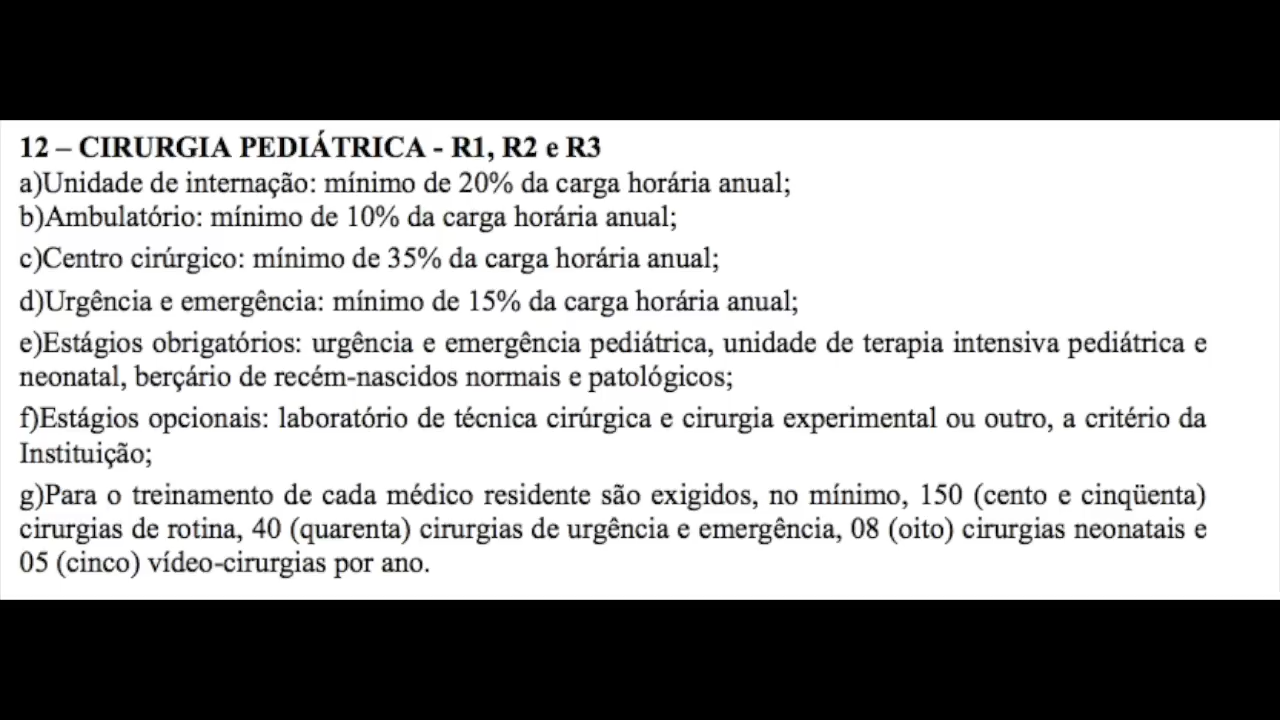 12 – CIRURGIA PEDIÁTRICA - R1, R2 e R3
a)Unidade de internação: mínimo de 20% da carga horária anual;
b)Ambulatório: mínimo de 10% da carga horária anual;
c)Centro cirúrgico: mínimo de 35% da carga horária anual;
d)Urgência e emergência: mínimo de 15% da carga horária anual;
e)Estágios obrigatórios: urgência e emergência pediátrica, unidade de terapia intensiva pediátrica e
neonatal, berçário de recém-nascidos normais e patológicos;
f)Estágios opcionais: laboratório de técnica cirúrgica e cirurgia experimental ou outro, a critério da
Instituição;
g)Para o treinamento de cada médico residente são exigidos, no mínimo, 150 (cento e cinqüenta)
cirurgias de rotina, 40 (quarenta) cirurgias de urgência e emergência, 08 (oito) cirurgias neonatais e
05 (cinco) vídeo-cirurgias por ano.